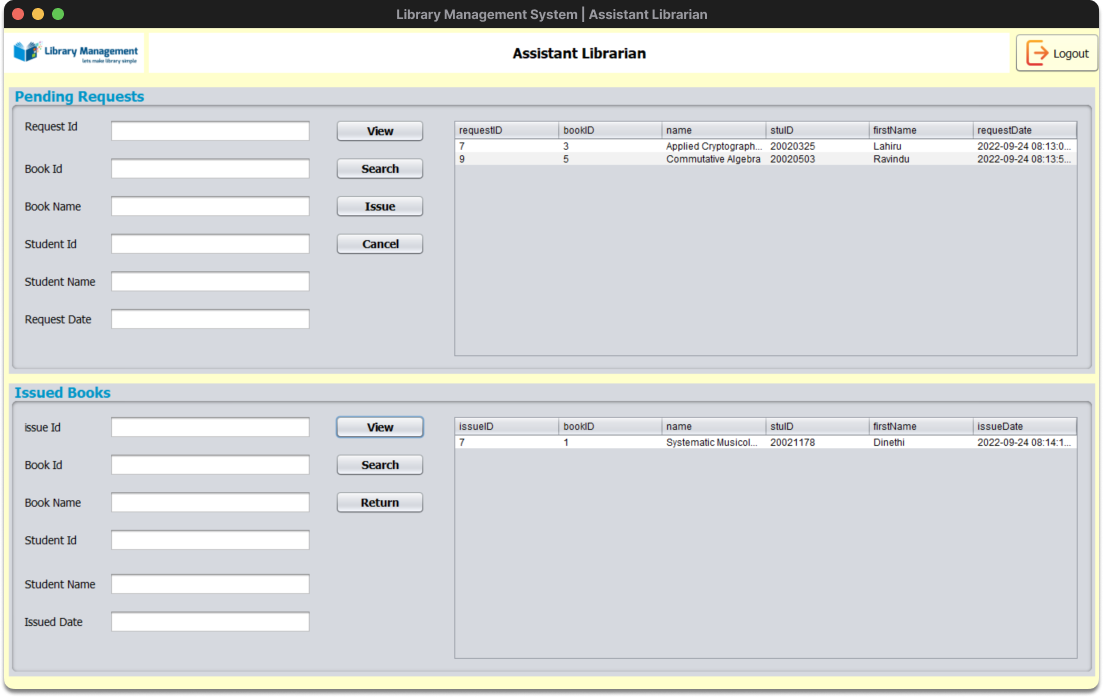 Library Management System | Assistant Librarian
Library Management
lets make library simple
Assistant Librarian
Logout
Pending Requests
Request Id
View
Book Id
Search
Book Name
Issue
Student Id
Cancel
Student Name
Request Date
requestID bookID name stuID firstName requestDate
7 3 Applied Cryptograph... 20020325 Lahiru 2022-09-24 08:13:0...
9 5 Commutative Algebra 20020503 Ravindu 2022-09-24 08:13:5...
Issued Books
issue Id
View
Book Id
Search
Book Name
Return
Student Id
Student Name
Issued Date
issueID bookID name stuID firstName issueDate
7 1 Systematic Musicol... 20021178 Dinethi 2022-09-24 08:14:1...